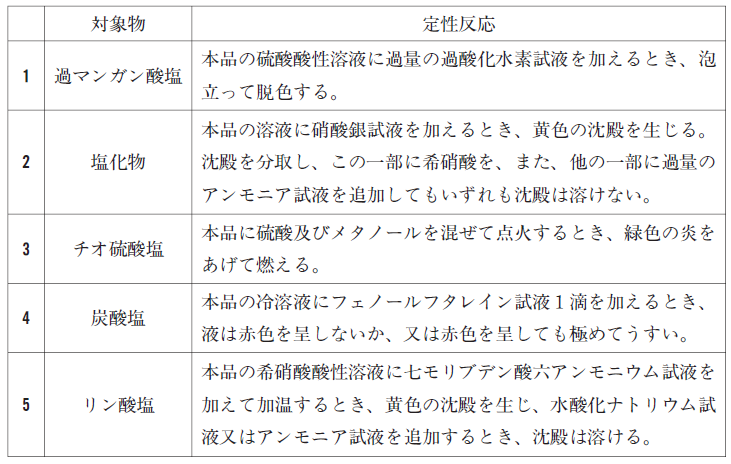 対象物 定性反応
1 過マンガン酸塩 本品の硫酸酸性溶液に過量の過酸化水素試液を加えるとき、泡
立って脱色する。
2 塩化物 本品の溶液に硝酸銀試液を加えるとき、黄色の沈殿を生じる。
沈殿を分取し、この一部に希硝酸を、また、他の一部に過量の
アンモニア試液を追加してもいずれも沈殿は溶けない。
3 チオ硫酸塩 本品に硫酸及びメタノールを混ぜて点火するとき、緑色の炎を
あげて燃える。
4 炭酸塩 本品の冷溶液にフェノールフタレイン試液1滴を加えるとき、
液は赤色を呈しないか、又は赤色を呈しても極めてうすい。
5 リン酸塩 本品の希硝酸酸性溶液に七モリブデン酸六アンモニウム試液を
加えて加温するとき、黄色の沈殿を生じ、水酸化ナトリウム試
液又はアンモニア試液を追加するとき、沈殿は溶ける。